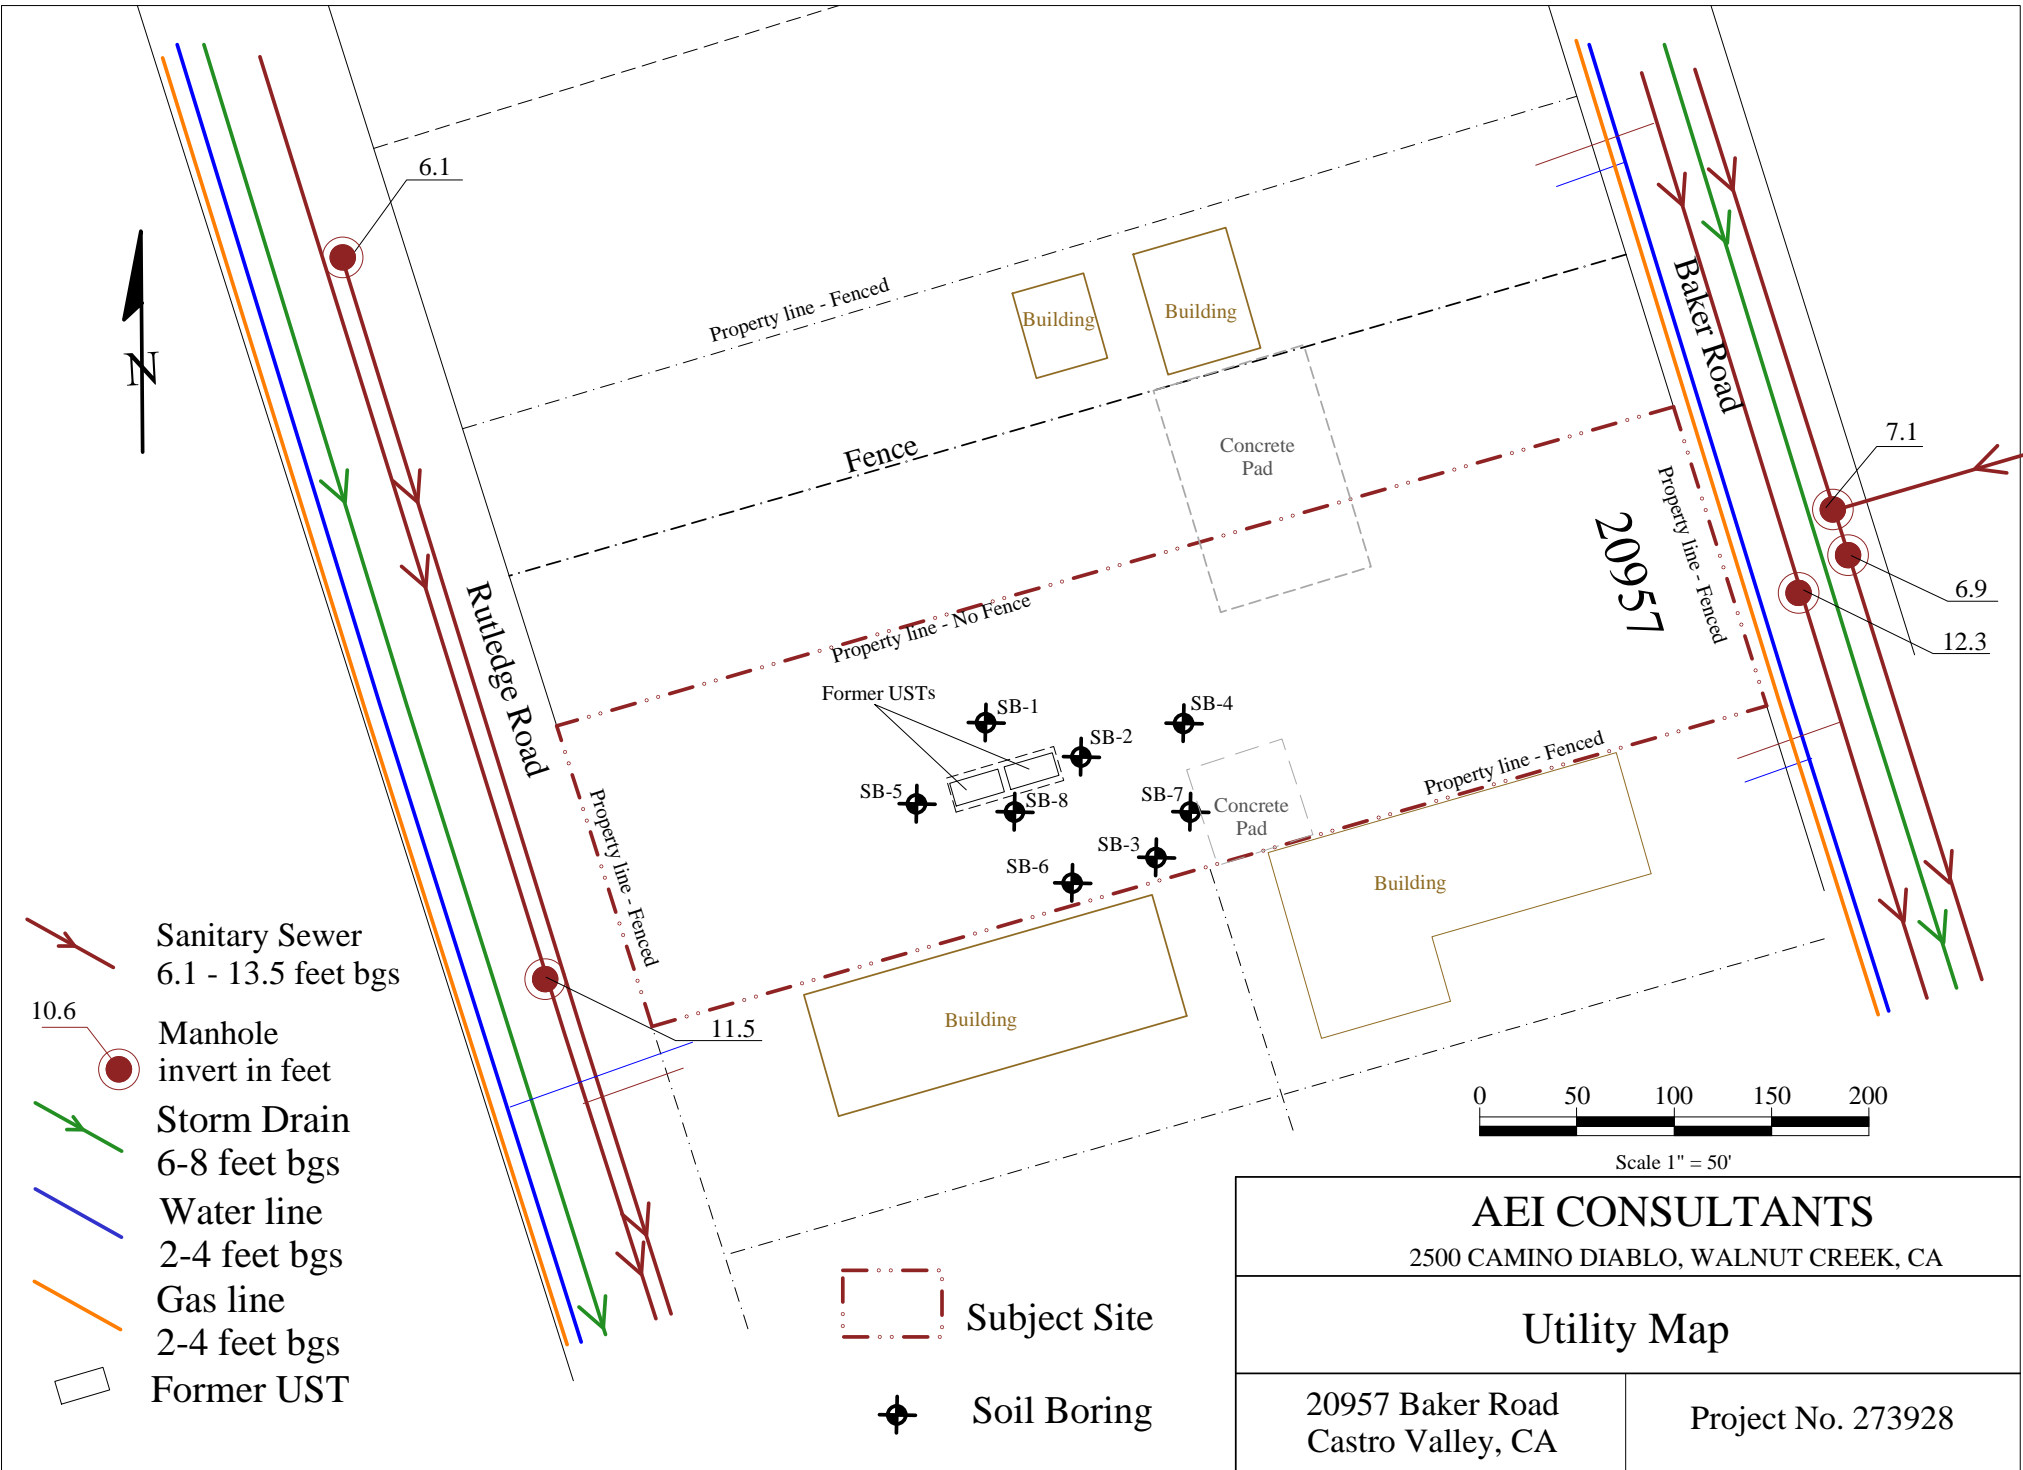 6.1
N
Property line - Fenced
Building
Building
Baker Road
Fence
Concrete
Pad
7.1
Property line - Fenced
20957
6.9
12.3
Rutledge Road
Property line - No Fence
Former USTs
SB-1
SB-4
SB-2
SB-5
SB-8
SB-7
Concrete
Pad
Property line - Fenced
SB-3
SB-6
Property line - Fenced
Building
Building
11.5
Sanitary Sewer
6.1 - 13.5 feet bgs
10.6
Manhole
invert in feet
Storm Drain
6-8 feet bgs
Water line
2-4 feet bgs
Gas line
2-4 feet bgs
Former UST
Subject Site
Soil Boring
0 50 100 150 200
Scale 1" = 50'
AEI CONSULTANTS
2500 CAMINO DIABLO, WALNUT CREEK, CA
Utility Map
20957 Baker Road
Castro Valley, CA
Project No. 273928